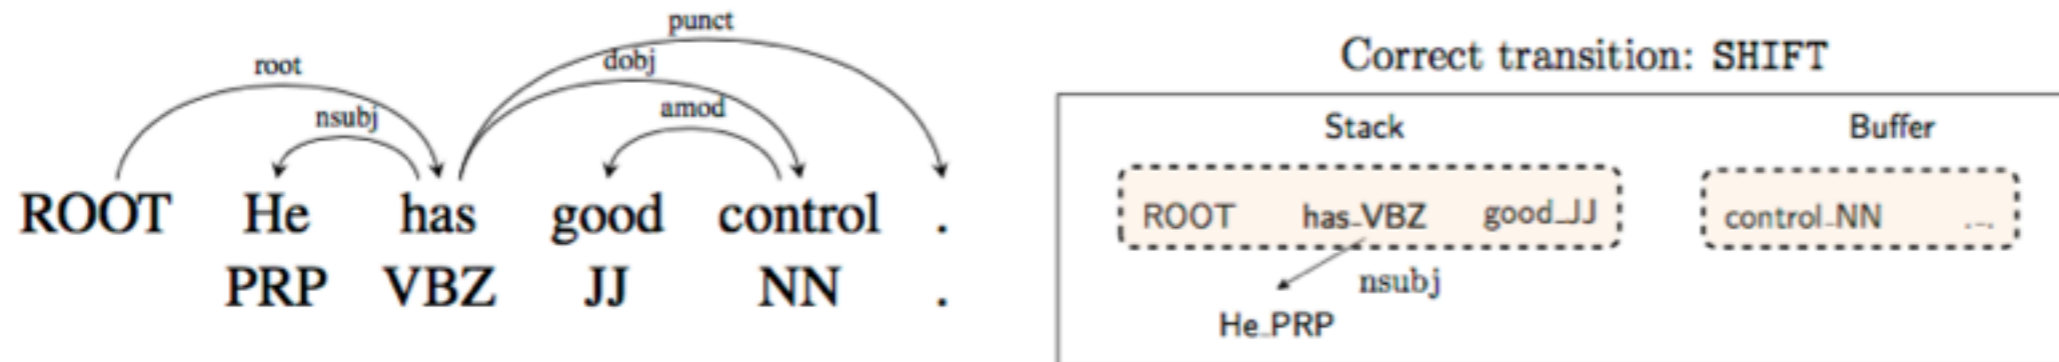 punct
root
dobj
nsubj
amod
ROOT He has good control .
PRP VBZ JJ NN .
Correct transition: SHIFT
Stack Buffer
ROOT has_VBZ good_JJ control_NN ._.
nsubj
He_PRP